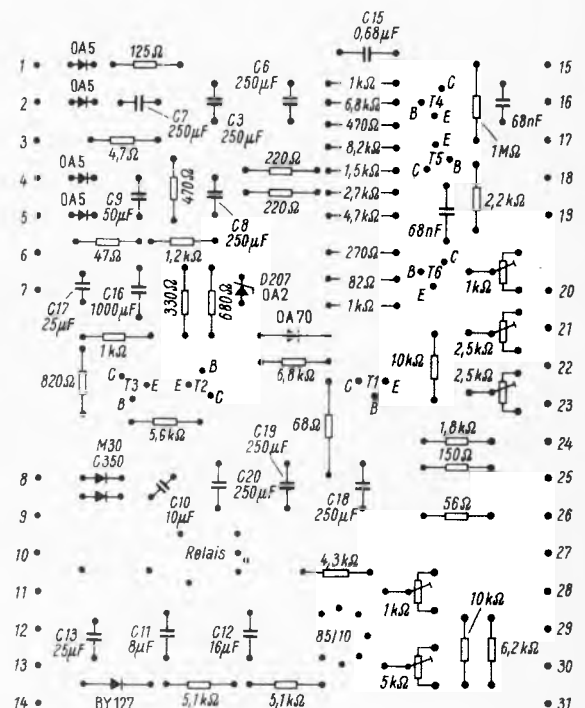 C15
0,68µF
1
OA5
125Ω
C6
250µF
15
2
OA5
C7
250µF
C3
250µF
1kΩ
6,8kΩ
470Ω
8,2kΩ
1,5kΩ
2,7kΩ
4,7kΩ
C
B T4
E
E
T5
B
C
1MΩ
68nF
16
3
4,7Ω
17
4
OA5
C9
50µF
470Ω
C8
250µF
220Ω
220Ω
68nF
2,2kΩ
18
5
OA5
19
6
47Ω
1,2kΩ
270Ω
82Ω
1kΩ
C
B T6
E
1kΩ
7
C17
25µF
C16
1000µF
330Ω
680Ω
D207
OA2
20
1kΩ
OA70
2,5kΩ
21
820Ω
6,8kΩ
10kΩ
2,5kΩ
22
C
T3 E
B
E T2
B
C
C T1 E
B
23
5,6kΩ
68Ω
1,8kΩ
24
M30
C350
C19
250µF
150Ω
8
C10
10µF
C20
250µF
C18
250µF
25
9
56Ω
26
10
Relais
4,3kΩ
27
11
1kΩ
28
12
C13
25µF
C11
8µF
C12
16µF
85/10
10kΩ
6,2kΩ
29
13
5kΩ
30
14
BY127
5,1kΩ
5,1kΩ
31